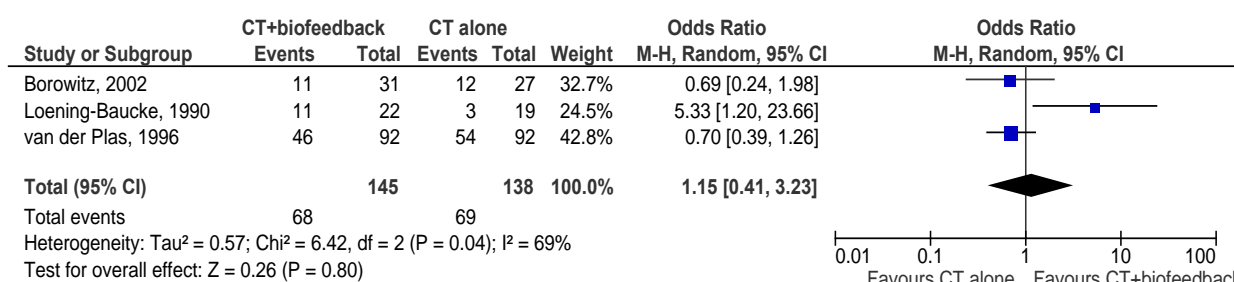 CT+biofeedback CT alone Odds Ratio Odds Ratio
Study or Subgroup Events Total Events Total Weight M-H, Random, 95% CI M-H, Random, 95% CI
Borowitz, 2002 11 31 12 27 32.7% 0.69 [0.24, 1.98]
Loening-Baucke, 1990 11 22 3 19 24.5% 5.33 [1.20, 23.66]
van der Plas, 1996 46 92 54 92 42.8% 0.70 [0.39, 1.26]
Total (95% CI) 145 138 100.0% 1.15 [0.41, 3.23]
Total events 68 69
Heterogeneity: Tau² = 0.57; Chi² = 6.42, df = 2 (P = 0.04); I² = 69%
Test for overall effect: Z = 0.26 (P = 0.80)
0.01 0.1 1 10 100
Favours CT alone Favours CT+biofeedback